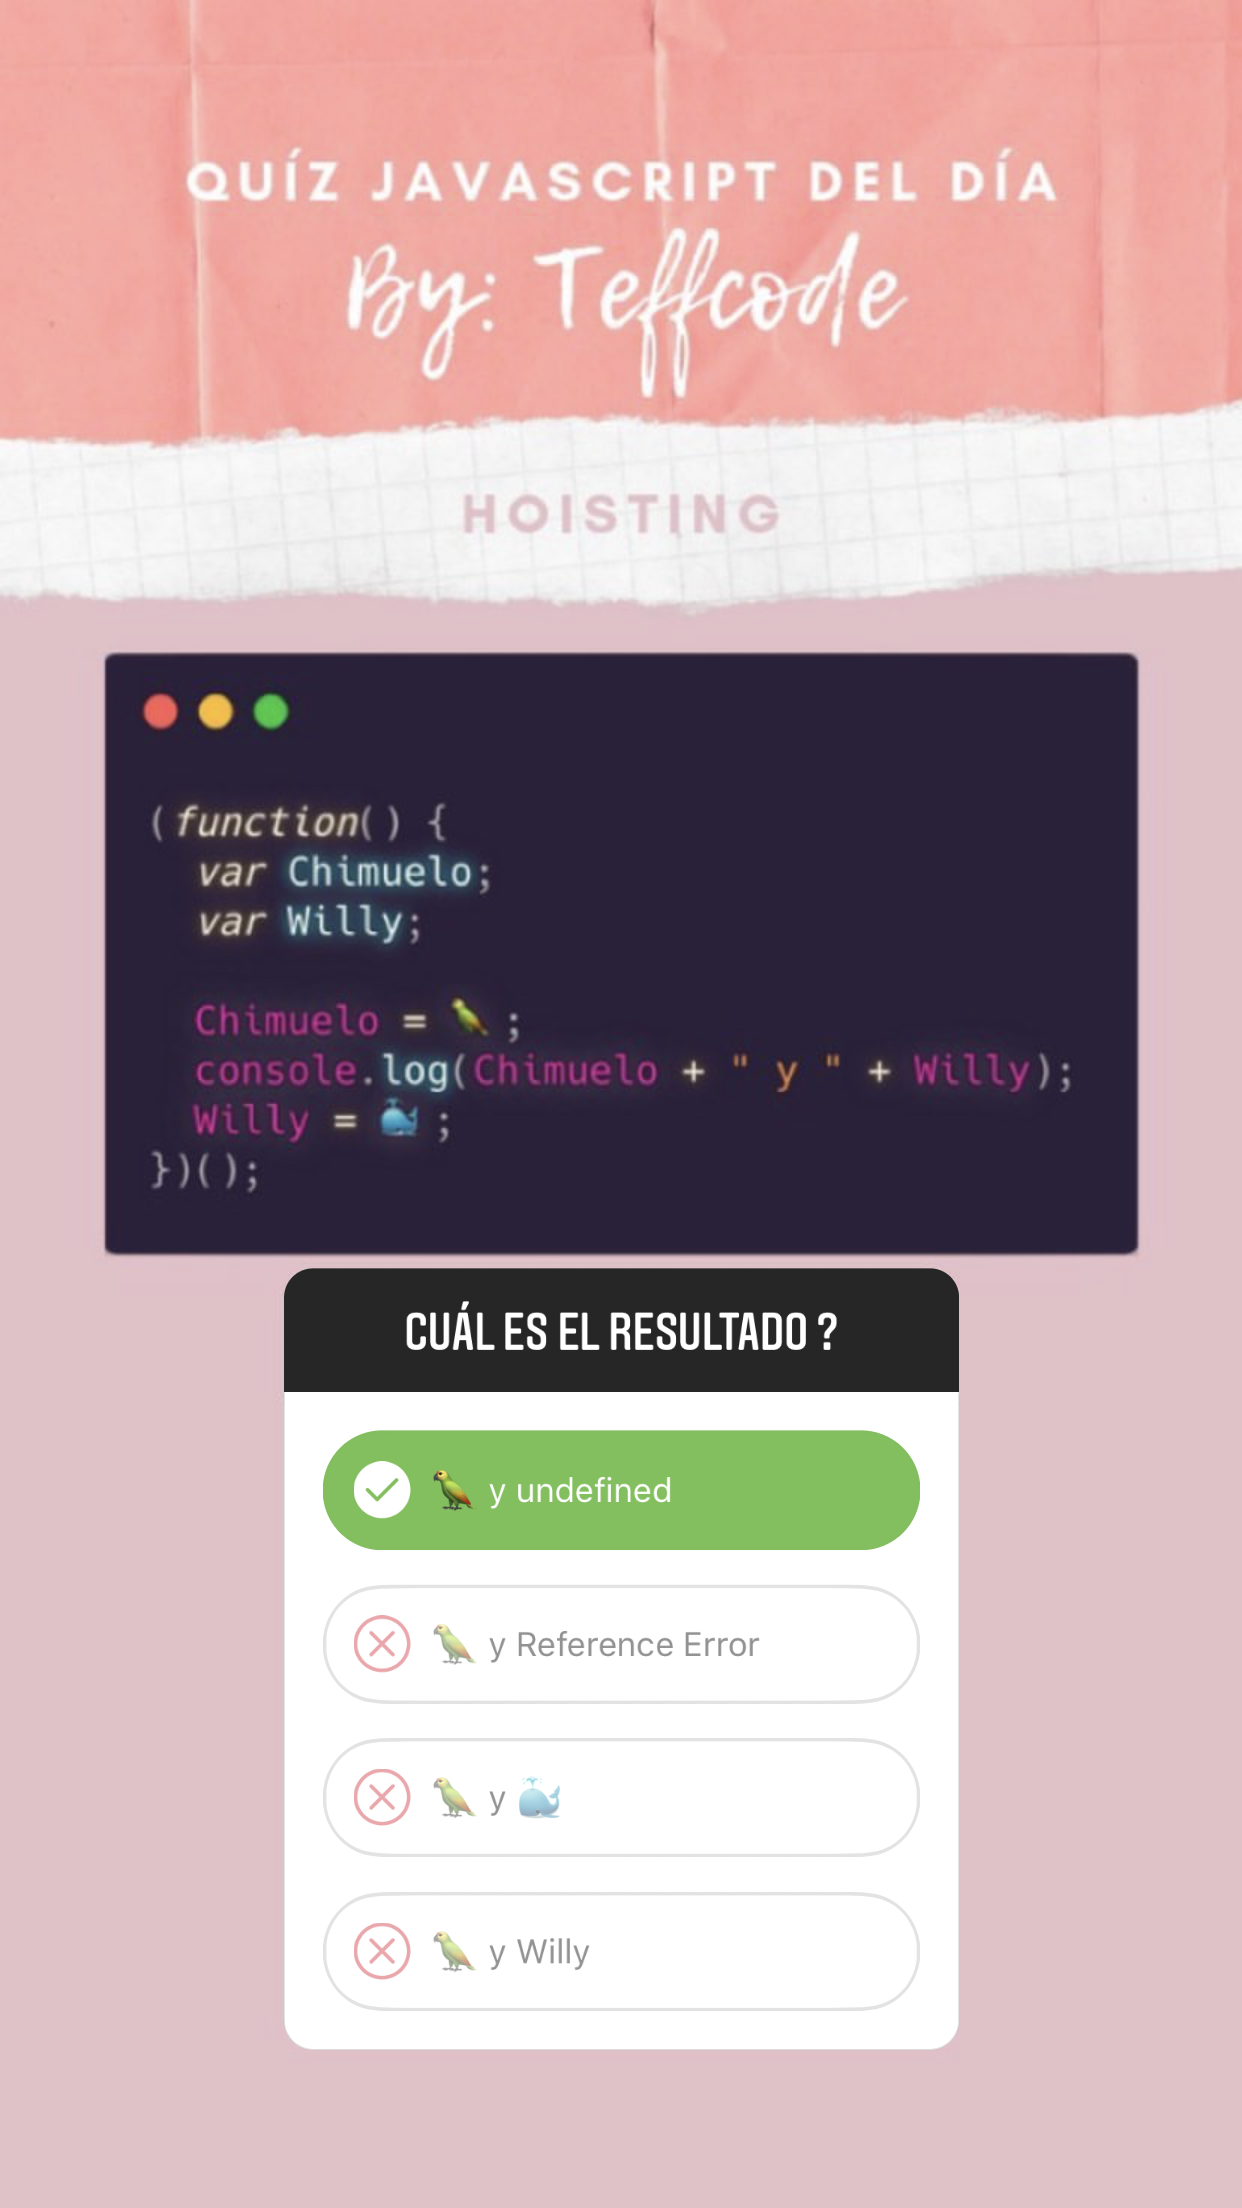 QUÍZ JAVASCRIPT DEL DÍA
By: Teffcode
HOISTING
(function() {
var Chimuelo;
var Willy;
Chimuelo = 🦜 ;
console.log(Chimuelo + " y " + Willy);
Willy = 🐳 ;
})();
CUÁL ES EL RESULTADO ?
🦜 y undefined
🦜 y Reference Error
🦜 y 🐳
🦜 y Willy